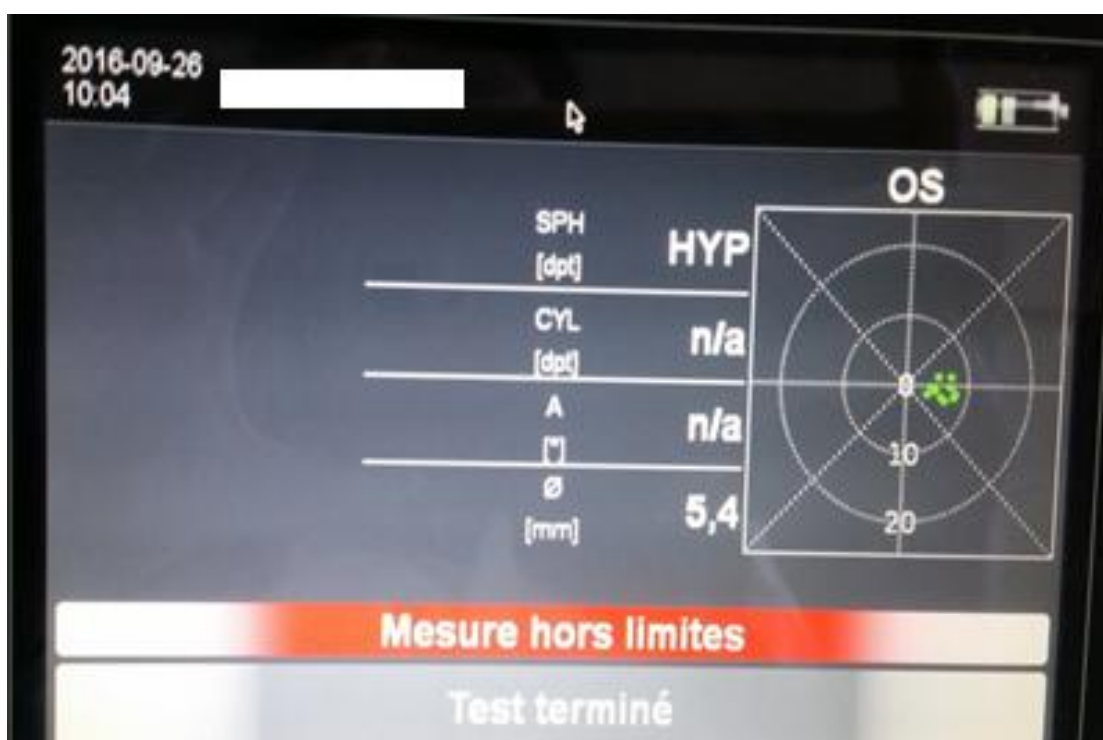 2016-09-26
10:04
OS
SPH
[dpt]
HYP
CYL
[dpt]
n/a
A
[°]
n/a
Ø
[mm]
5,4
0
10
20
Mesure hors limites
Test terminé